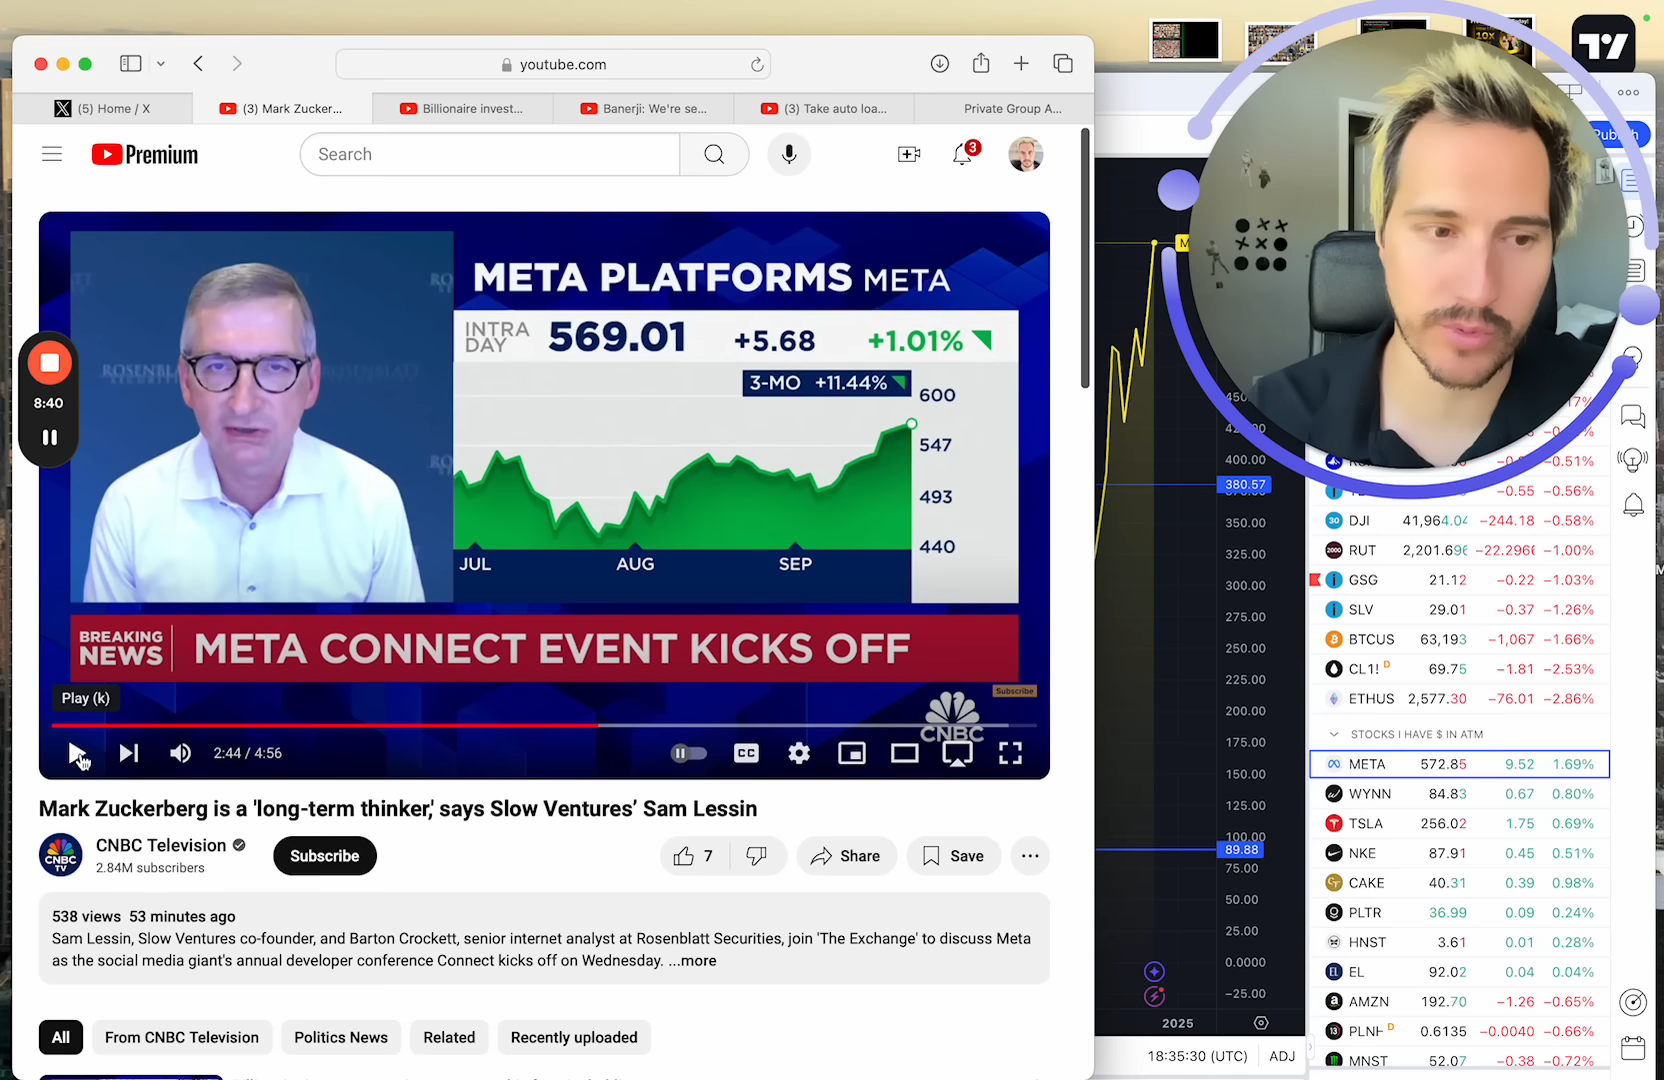 youtube.com
(5) Home / X
(3) Mark Zucker...
Billionaire invest...
Banerji: We're se...
(3) Take auto loa...
Private Group A...
Premium
Search
3
META PLATFORMS META
INTRA DAY 569.01 +5.68 +1.01%
3-MO +11.44%
600
547
493
440
JUL AUG SEP
ROSENBLATT
BREAKING NEWS META CONNECT EVENT KICKS OFF
8:40
Play (k)
Subscribe
CNBC
2:44 / 4:56
CC
Mark Zuckerberg is a 'long-term thinker,' says Slow Ventures' Sam Lessin
CNBC Television
2.84M subscribers
Subscribe
7
Share
Save
538 views 53 minutes ago
Sam Lessin, Slow Ventures co-founder, and Barton Crockett, senior internet analyst at Rosenblatt Securities, join 'The Exchange' to discuss Meta
as the social media giant's annual developer conference Connect kicks off on Wednesday. ...more
All
From CNBC Television
Politics News
Related
Recently uploaded
10X
400.00
380.57
350.00
325.00
300.00
275.00
250.00
225.00
200.00
175.00
150.00
125.00
100.00
89.88
75.00
50.00
25.00
0.0000
−25.00
2025
18:35:30 (UTC) ADJ
−0.51%
−0.55 −0.56%
DJI 41,964.04 −244.18 −0.58%
RUT 2,201.696 −22.2966 −1.00%
GSG 21.12 −0.22 −1.03%
SLV 29.01 −0.37 −1.26%
BTCUS 63,193 −1,067 −1.66%
CL1! D 69.75 −1.81 −2.53%
ETHUS 2,577.30 −76.01 −2.86%
STOCKS I HAVE $ IN ATM
META 572.85 9.52 1.69%
WYNN 84.83 0.67 0.80%
TSLA 256.02 1.75 0.69%
NKE 87.91 0.45 0.51%
CAKE 40.31 0.39 0.98%
PLTR 36.99 0.09 0.24%
HNST 3.61 0.01 0.28%
EL 92.02 0.04 0.04%
AMZN 192.70 −1.26 −0.65%
PLNF D 0.6135 −0.0040 −0.66%
MNST 52.07 −0.38 −0.72%